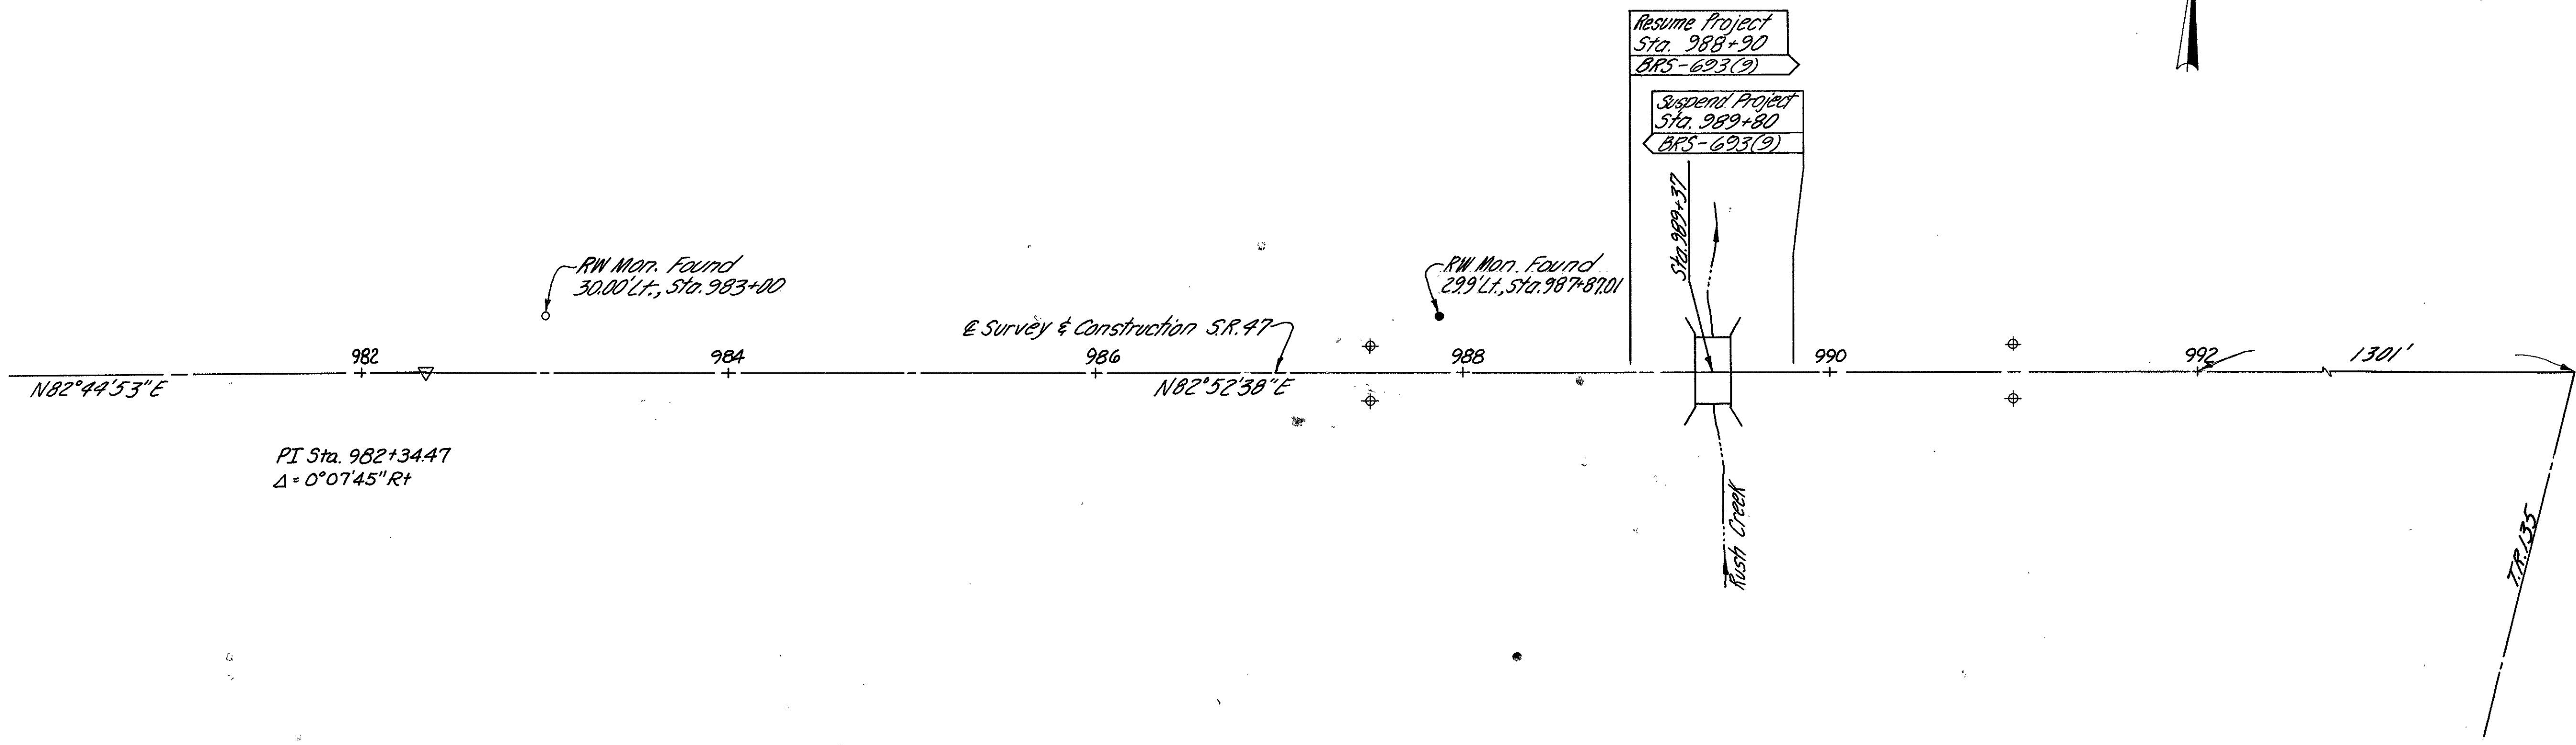 Resume Project
Sta. 988+90
BRS-693(9)
Suspend Project
Sta. 989+80
BRS-693(9)
Sta. 989+37
RW Mon. Found
30.00' Lt., Sta. 983+00
RW Mon. Found
29.9' Lt., Sta. 987+87.01
℄ Survey & Construction S.R. 47
982
984
986
988
990
992
1301'
N82°44'53"E
N82°52'38"E
PI Sta. 982+34.47
Δ = 0°07'45" Rt
Rush Creek
T.R. 135